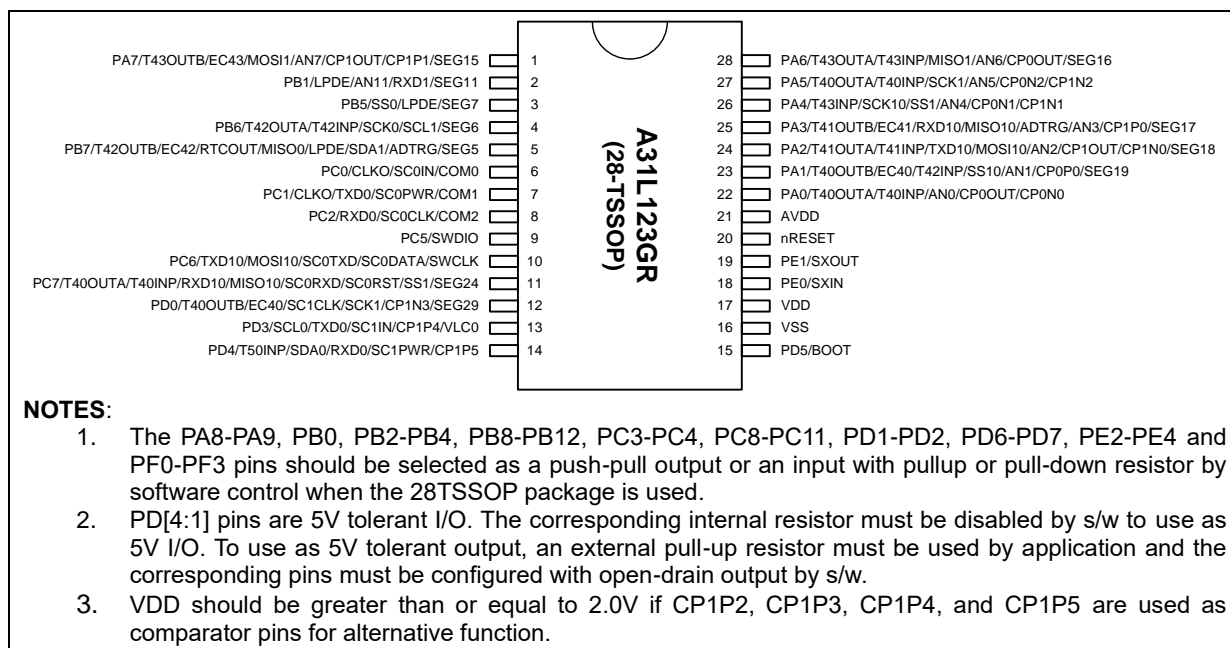 PA7/T43OUTB/EC43/MOSI1/AN7/CP1OUT/CP1P1/SEG15 1
PB1/LPDE/AN11/RXD1/SEG11 2
PB5/SS0/LPDE/SEG7 3
PB6/T42OUTA/T42INP/SCK0/SCL1/SEG6 4
PB7/T42OUTB/EC42/RTCOUT/MISO0/LPDE/SDA1/ADTRG/SEG5 5
PC0/CLKO/SC0IN/COM0 6
PC1/CLKO/TXD0/SC0PWR/COM1 7
PC2/RXD0/SC0CLK/COM2 8
PC5/SWDIO 9
PC6/TXD10/MOSI10/SC0TXD/SC0DATA/SWCLK 10
PC7/T40OUTA/T40INP/RXD10/MISO10/SC0RXD/SC0RST/SS1/SEG24 11
PD0/T40OUTB/EC40/SC1CLK/SCK1/CP1N3/SEG29 12
PD3/SCL0/TXD0/SC1IN/CP1P4/VLC0 13
PD4/T50INP/SDA0/RXD0/SC1PWR/CP1P5 14
A31L123GR
(28-TSSOP)
28 PA6/T43OUTA/T43INP/MISO1/AN6/CP0OUT/SEG16
27 PA5/T40OUTA/T40INP/SCK1/AN5/CP0N2/CP1N2
26 PA4/T43INP/SCK10/SS1/AN4/CP0N1/CP1N1
25 PA3/T41OUTB/EC41/RXD10/MISO10/ADTRG/AN3/CP1P0/SEG17
24 PA2/T41OUTA/T41INP/TXD10/MOSI10/AN2/CP1OUT/CP1N0/SEG18
23 PA1/T40OUTB/EC40/T42INP/SS10/AN1/CP0P0/SEG19
22 PA0/T40OUTA/T40INP/AN0/CP0OUT/CP0N0
21 AVDD
20 nRESET
19 PE1/SXOUT
18 PE0/SXIN
17 VDD
16 VSS
15 PD5/BOOT
NOTES:
1. The PA8-PA9, PB0, PB2-PB4, PB8-PB12, PC3-PC4, PC8-PC11, PD1-PD2, PD6-PD7, PE2-PE4 and
PF0-PF3 pins should be selected as a push-pull output or an input with pullup or pull-down resistor by
software control when the 28TSSOP package is used.
2. PD[4:1] pins are 5V tolerant I/O. The corresponding internal resistor must be disabled by s/w to use as
5V I/O. To use as 5V tolerant output, an external pull-up resistor must be used by application and the
corresponding pins must be configured with open-drain output by s/w.
3. VDD should be greater than or equal to 2.0V if CP1P2, CP1P3, CP1P4, and CP1P5 are used as
comparator pins for alternative function.